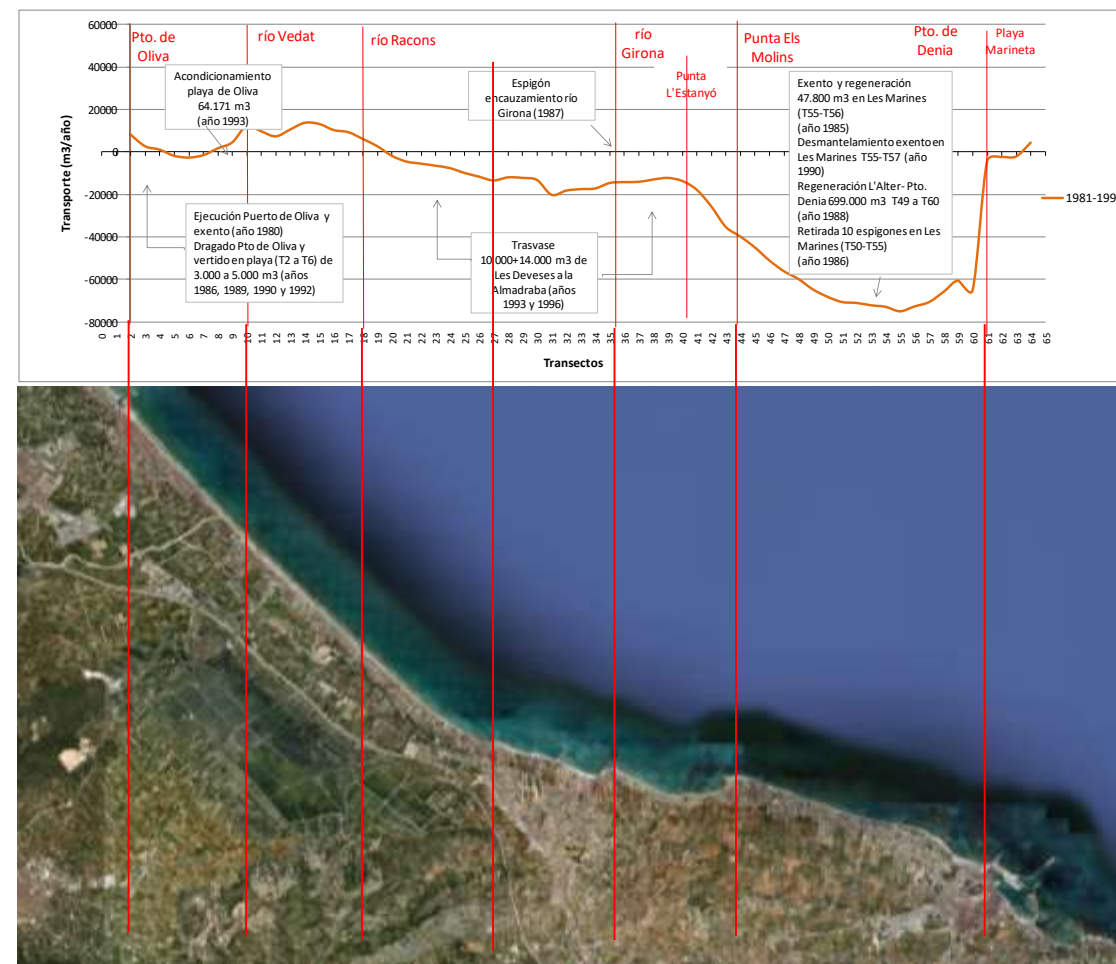 60000
40000
20000
0
-20000
-40000
-60000
-80000
Transporte (m3/año)
Pto. de
Oliva
río Vedat
río Racons
río
Girona
Punta
L'Estanyó
Punta Els
Molins
Pto. de
Denia
Playa
Marineta
Acondicionamiento
playa de Oliva
64.171 m3
(año 1993)
Espigón
encauzamiento río
Girona (1987)
Exento y regeneración
47.800 m3 en Les Marines
(T55-T56)
(año 1985)
Desmantelamiento exento en
Les Marines T55-T57 (año
1990)
Regeneración L'Alter- Pto.
Denia 699.000 m3 T49 a T60
(año 1988)
Retirada 10 espigones en Les
Marines (T50-T55)
(año 1986)
Ejecución Puerto de Oliva y
exento (año 1980)
Dragado Pto de Oliva y
vertido en playa (T2 a T6) de
3.000 a 5.000 m3 (años
1986, 1989, 1990 y 1992)
Trasvase
10.000+14.000 m3 de
Les Deveses a la
Almadraba (años
1993 y 1996)
1981-199
0 1 2 3 4 5 6 7 8 9 10 11 12 13 14 15 16 17 18 19 20 21 22 23 24 25 26 27 28 29 30 31 32 33 34 35 36 37 38 39 40 41 42 43 44 45 46 47 48 49 50 51 52 53 54 55 56 57 58 59 60 61 62 63 64 65
Transectos